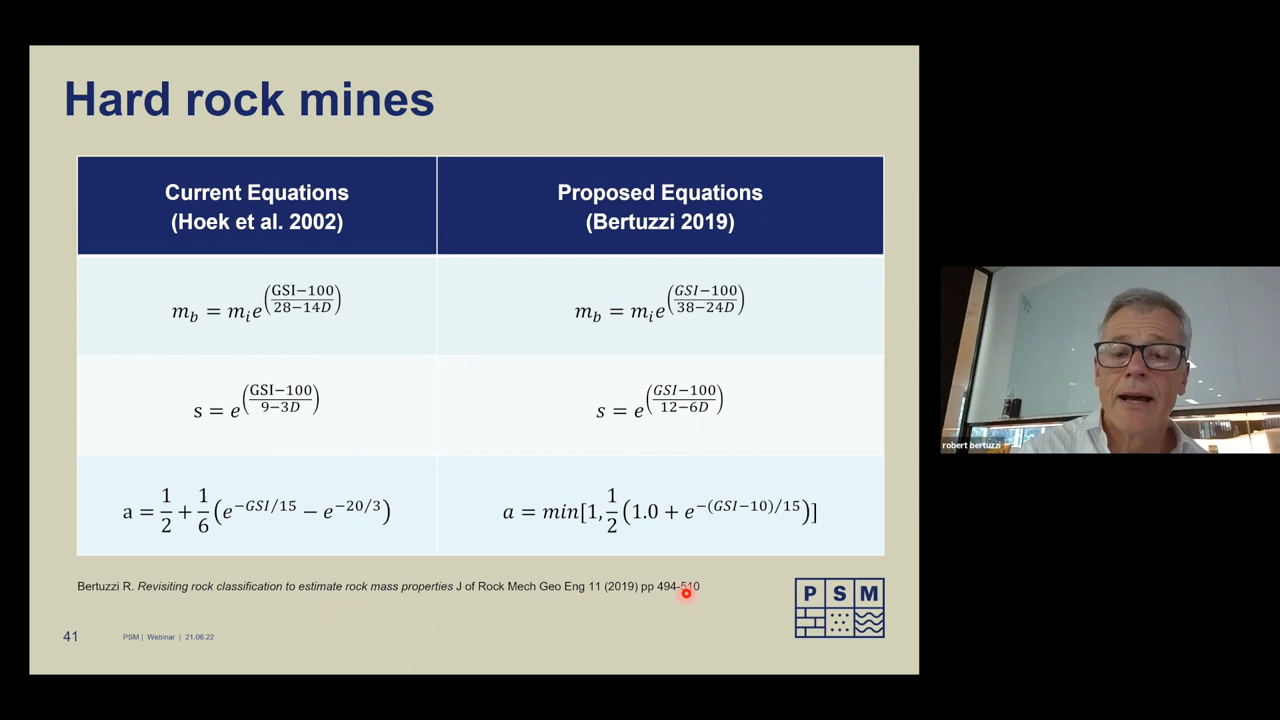 Hard rock mines
Current Equations
(Hoek et al. 2002)
Proposed Equations
(Bertuzzi 2019)
m_b = m_i e^((GSI−100)/(28−14D))
m_b = m_i e^((GSI−100)/(38−24D))
s = e^((GSI−100)/(9−3D))
s = e^((GSI−100)/(12−6D))
a = 1/2 + 1/6 (e^(−GSI/15) − e^(−20/3))
a = min[1, 1/2 (1.0 + e^(−(GSI−10)/15))]
Bertuzzi R. Revisiting rock classification to estimate rock mass properties J of Rock Mech Geo Eng 11 (2019) pp 494-510
P S M
41
PSM | Webinar | 21.06.22
robert bertuzzi